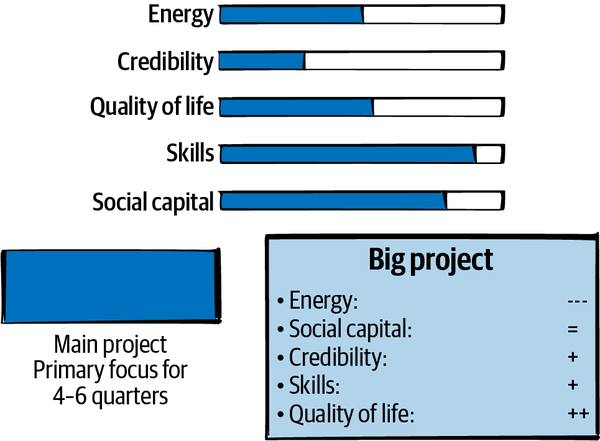 Energy
Credibility
Quality of life
Skills
Social capital
Main project
Primary focus for
4–6 quarters
Big project
• Energy: ---
• Social capital: =
• Credibility: +
• Skills: +
• Quality of life: ++